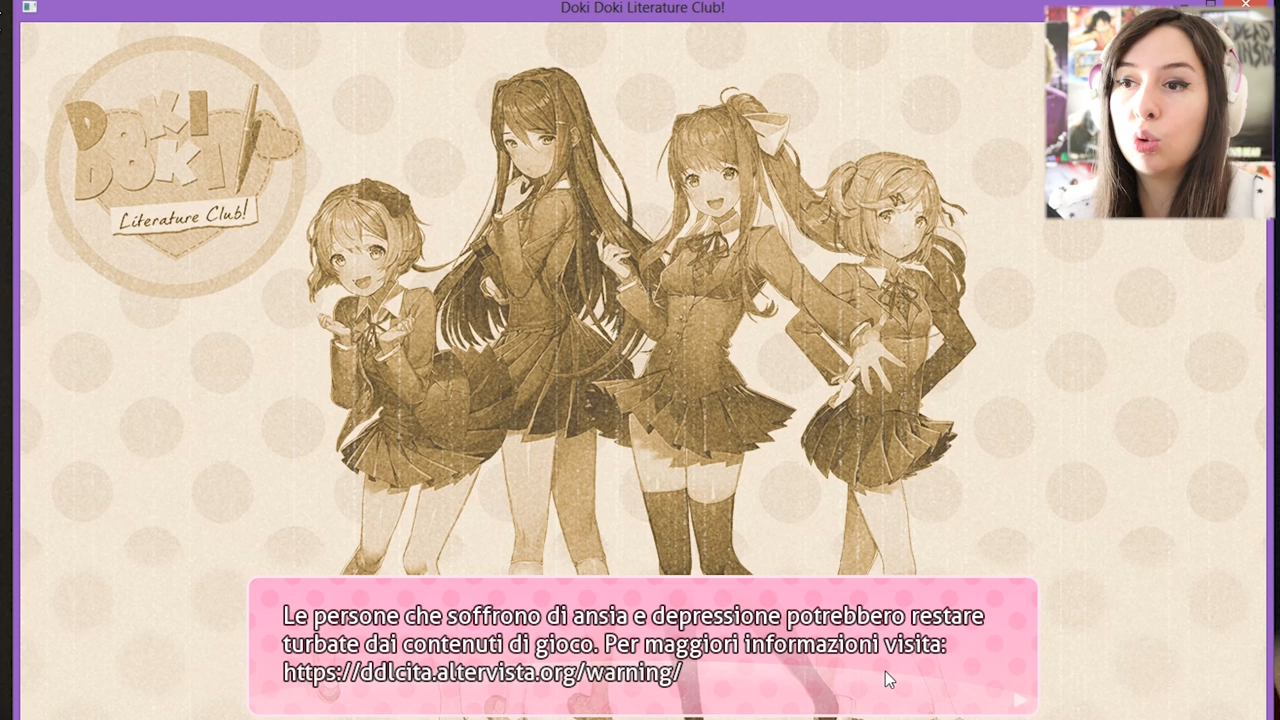 Doki Doki Literature Club!
DOKI
DOKI
Literature Club!
Le persone che soffrono di ansia e depressione potrebbero restare
turbate dai contenuti di gioco. Per maggiori informazioni visita:
https://ddlcita.altervista.org/warning/